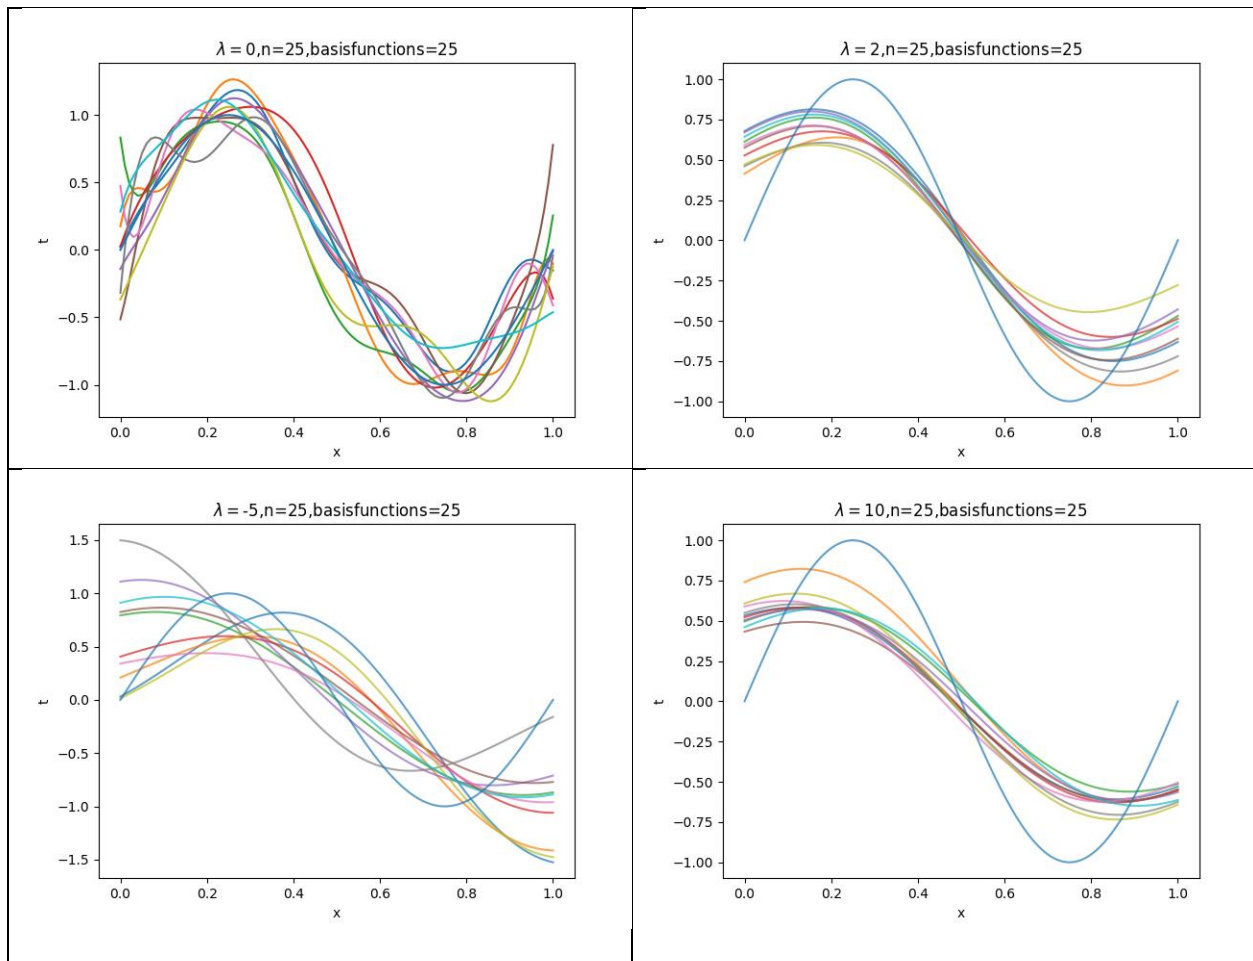 λ = 0,n=25,basisfunctions=25
1.0
0.5
0.0
−0.5
−1.0
t
0.0 0.2 0.4 0.6 0.8 1.0
x
λ = 2,n=25,basisfunctions=25
1.00
0.75
0.50
0.25
0.00
−0.25
−0.50
−0.75
−1.00
t
0.0 0.2 0.4 0.6 0.8 1.0
x
λ = -5,n=25,basisfunctions=25
1.5
1.0
0.5
0.0
−0.5
−1.0
−1.5
t
0.0 0.2 0.4 0.6 0.8 1.0
x
λ = 10,n=25,basisfunctions=25
1.00
0.75
0.50
0.25
0.00
−0.25
−0.50
−0.75
−1.00
t
0.0 0.2 0.4 0.6 0.8 1.0
x